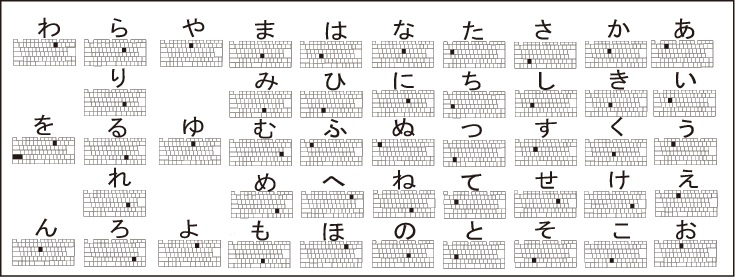 あいうえお
かきくけこ
さしすせそ
たちつてと
なにぬねの
はひふへほ
まみむめも
やゆよ
らりるれろ
わをん